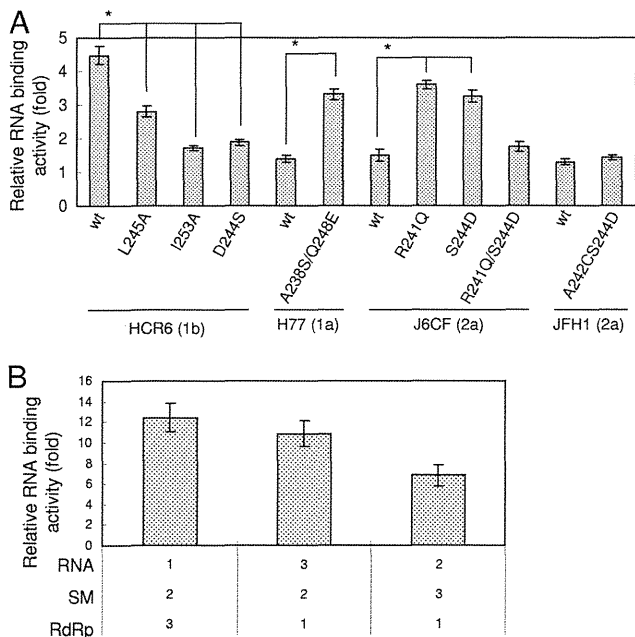 A
*
*
*
Relative RNA binding
activity (fold)
5
4
3
2
1
0
wt
L245A
I253A
D244S
wt
A238S/Q248E
wt
R241Q
S244D
R241Q/S244D
wt
A242CS244D
HCR6 (1b)
H77 (1a)
J6CF (2a)
JFH1 (2a)
B
Relative RNA binding
activity (fold)
16
14
12
10
8
6
4
2
0
RNA 1 3 2
SM 2 2 3
RdRp 3 1 1